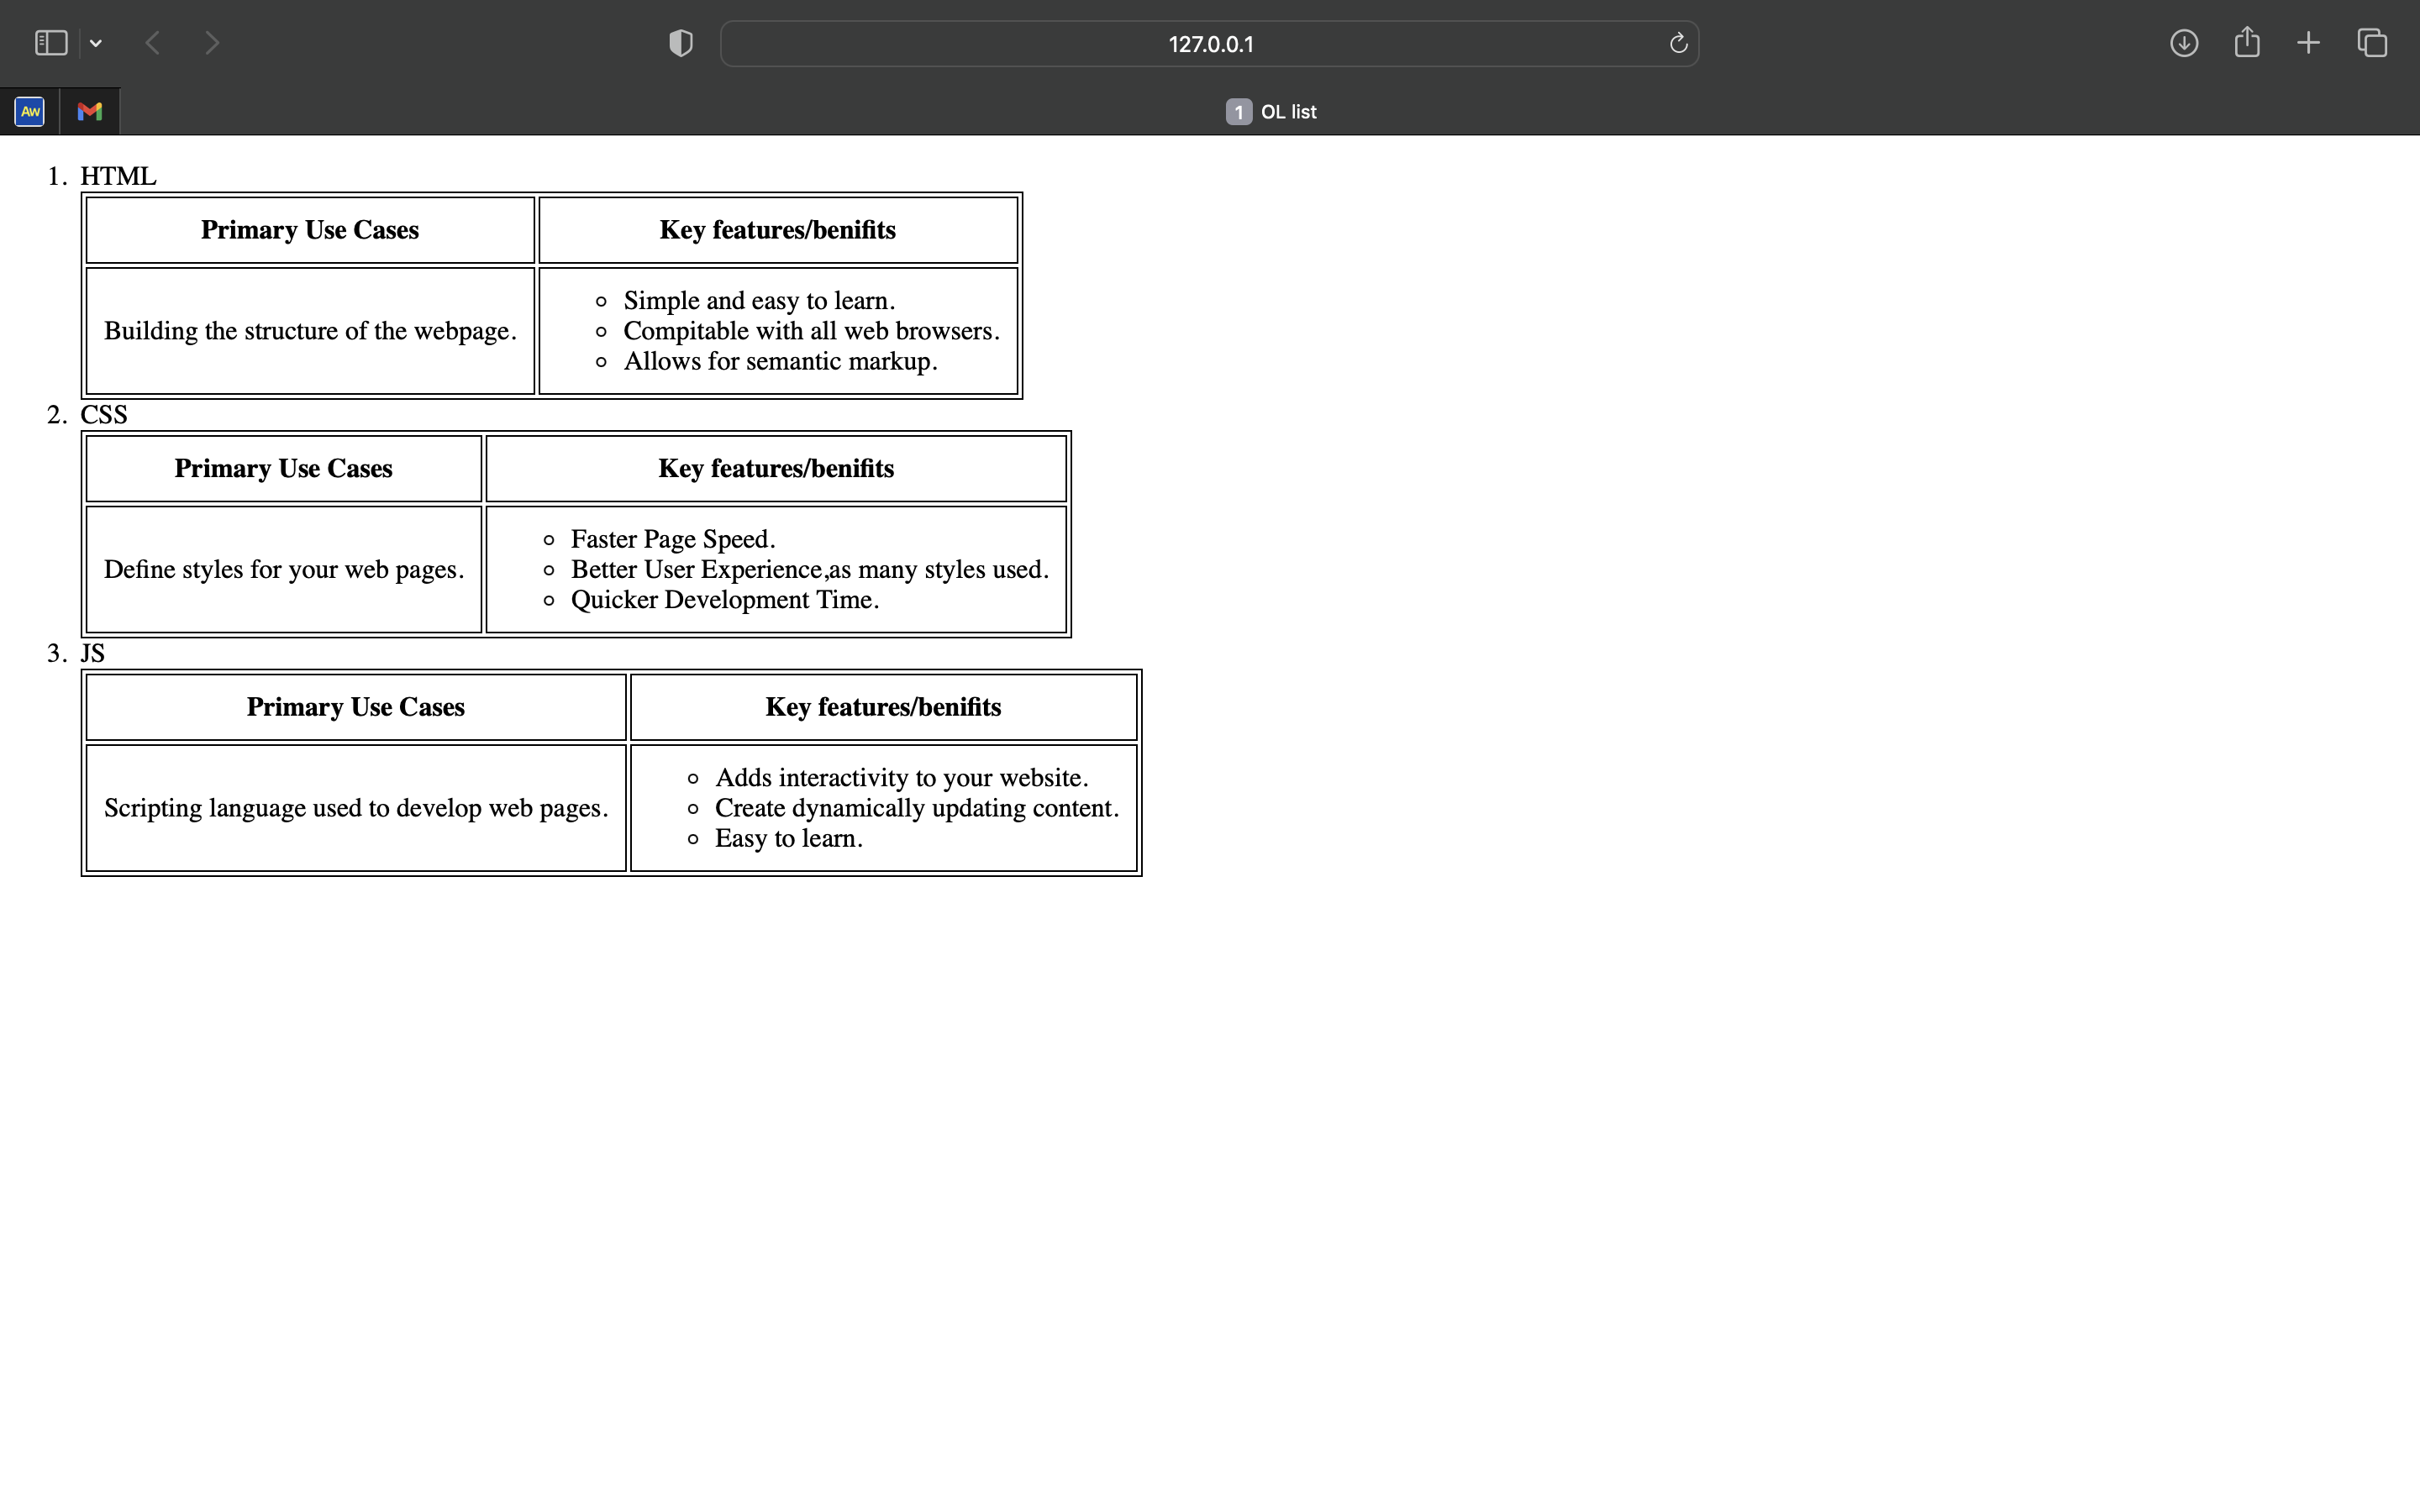 127.0.0.1
Aw
1 OL list
1. HTML
Primary Use Cases Key features/benifits
Building the structure of the webpage.
Simple and easy to learn.
Compitable with all web browsers.
Allows for semantic markup.
2. CSS
Primary Use Cases Key features/benifits
Define styles for your web pages.
Faster Page Speed.
Better User Experience,as many styles used.
Quicker Development Time.
3. JS
Primary Use Cases Key features/benifits
Scripting language used to develop web pages.
Adds interactivity to your website.
Create dynamically updating content.
Easy to learn.